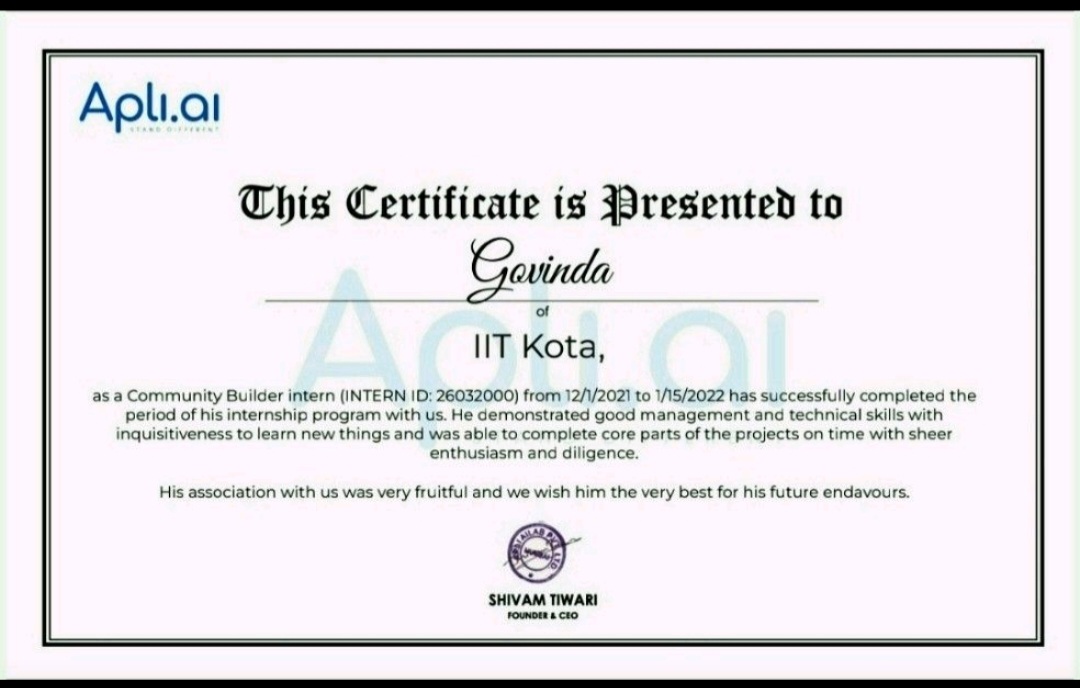 Apli.ai
STAND DIFFERENT
This Certificate is Presented to
Govinda
of
IIT Kota,
Apli.ai
as a Community Builder intern (INTERN ID: 26032000) from 12/1/2021 to 1/15/2022 has successfully completed the
period of his internship program with us. He demonstrated good management and technical skills with
inquisitiveness to learn new things and was able to complete core parts of the projects on time with sheer
enthusiasm and diligence.
His association with us was very fruitful and we wish him the very best for his future endavours.
SHIVAM TIWARI
FOUNDER & CEO